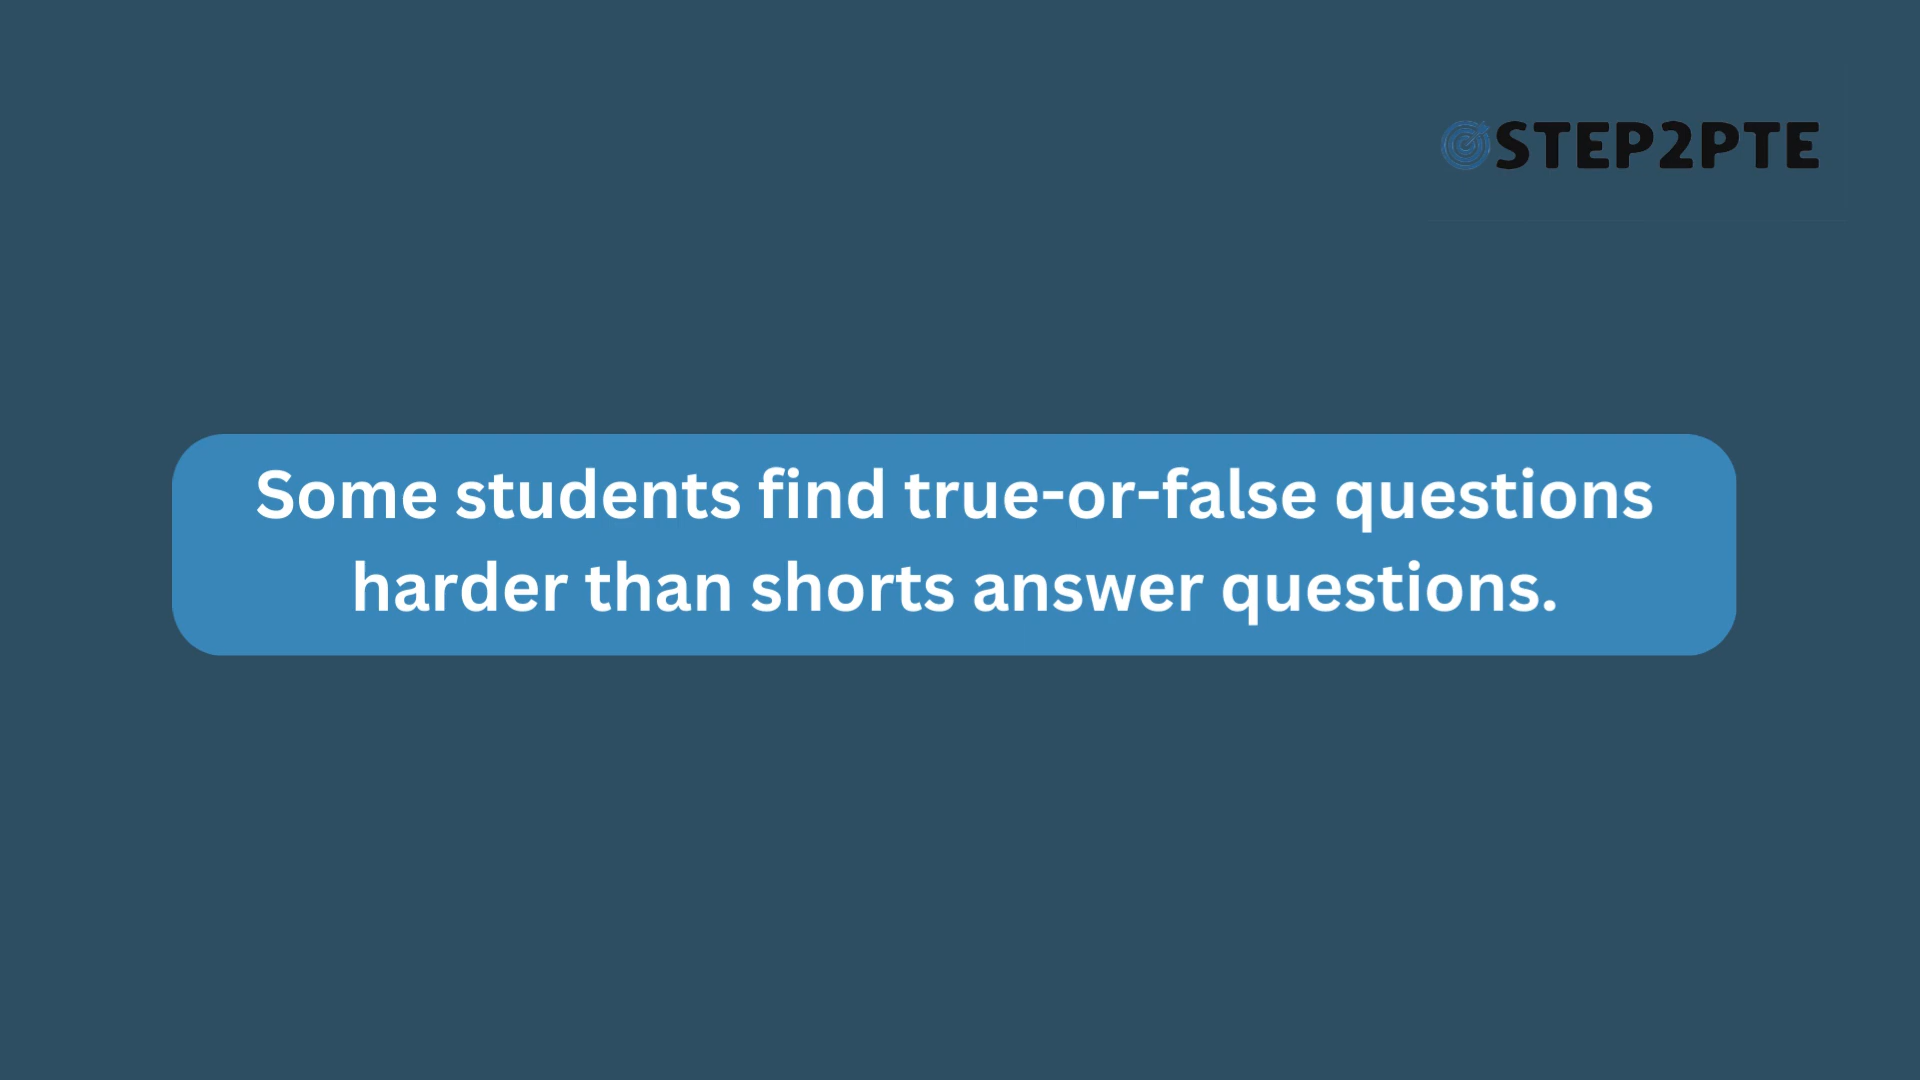 STEP2PTE
Some students find true-or-false questions
harder than shorts answer questions.